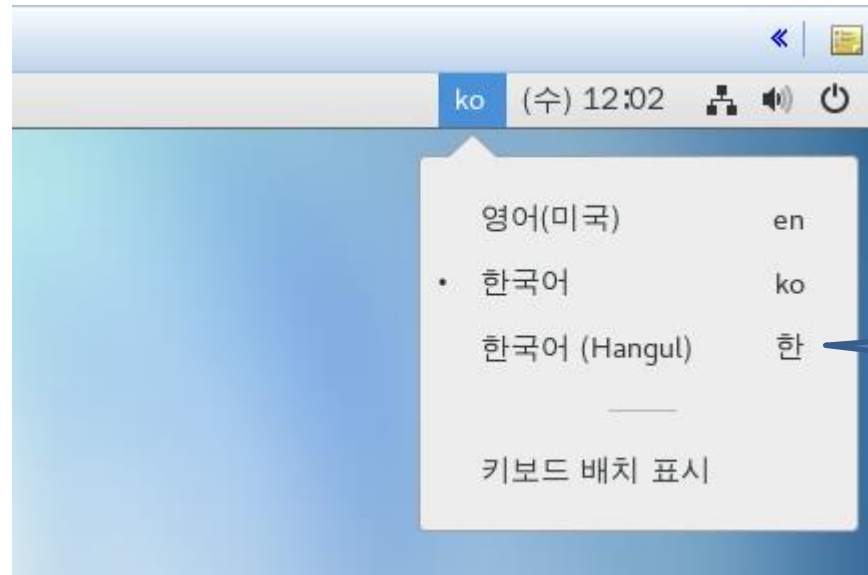 ko (수) 12:02
영어(미국) en
• 한국어 ko
한국어 (Hangul) 한
키보드 배치 표시